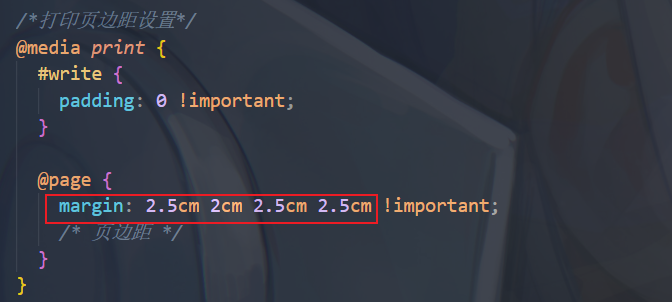 /*打印页边距设置*/
@media print {
#write {
padding: 0 !important;
}
@page {
margin: 2.5cm 2cm 2.5cm 2.5cm !important;
/* 页边距 */
}
}